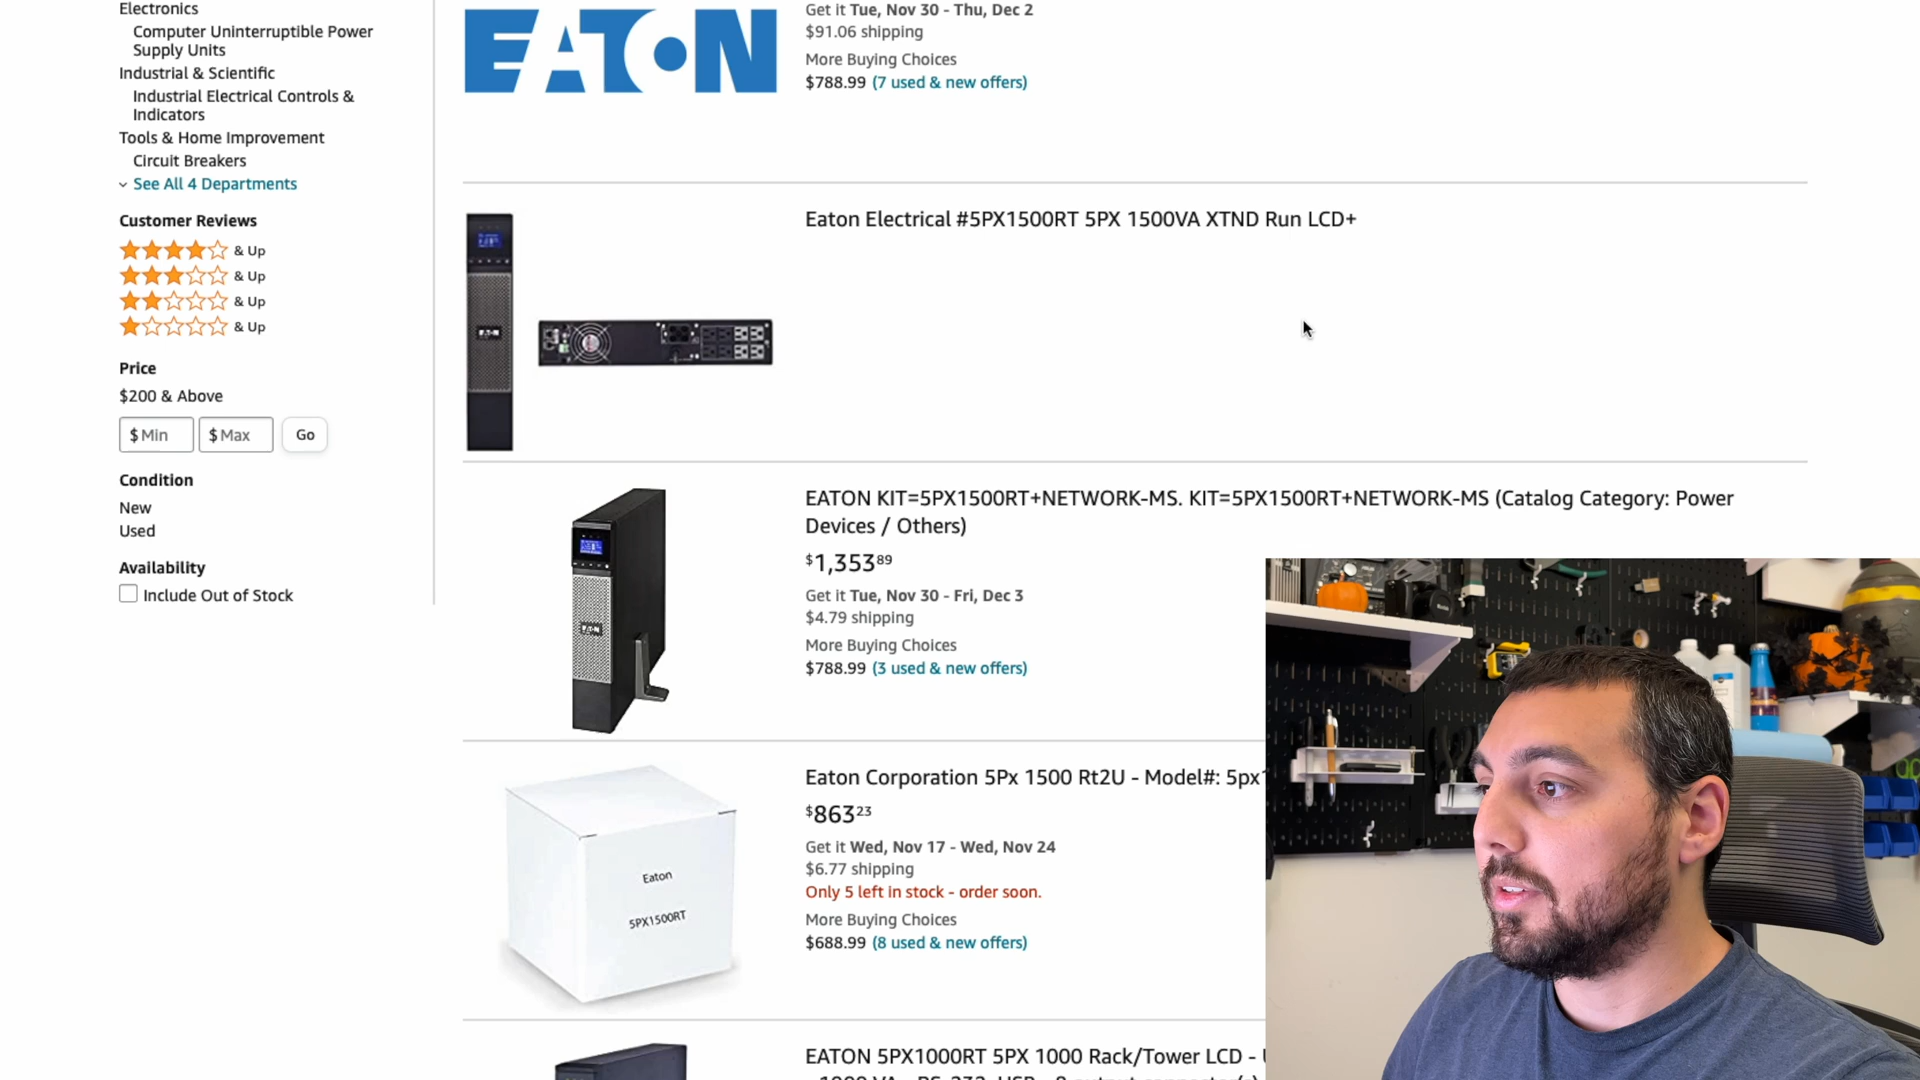 Electronics
Computer Uninterruptible Power
Supply Units
Industrial & Scientific
Industrial Electrical Controls &
Indicators
Tools & Home Improvement
Circuit Breakers
See All 4 Departments
Customer Reviews
& Up
& Up
& Up
& Up
Price
$200 & Above
$ Min
$ Max
Go
Condition
New
Used
Availability
Include Out of Stock
EATON
Get it Tue, Nov 30 - Thu, Dec 2
$91.06 shipping
More Buying Choices
$788.99 (7 used & new offers)
Eaton Electrical #5PX1500RT 5PX 1500VA XTND Run LCD+
EATON
EATON
EATON KIT=5PX1500RT+NETWORK-MS. KIT=5PX1500RT+NETWORK-MS (Catalog Category: Power
Devices / Others)
$1,353 89
Get it Tue, Nov 30 - Fri, Dec 3
$4.79 shipping
More Buying Choices
$788.99 (3 used & new offers)
Eaton
5PX1500RT
Eaton Corporation 5Px 1500 Rt2U - Model#: 5px1
$863 23
Get it Wed, Nov 17 - Wed, Nov 24
$6.77 shipping
Only 5 left in stock - order soon.
More Buying Choices
$688.99 (8 used & new offers)
EATON 5PX1000RT 5PX 1000 Rack/Tower LCD -